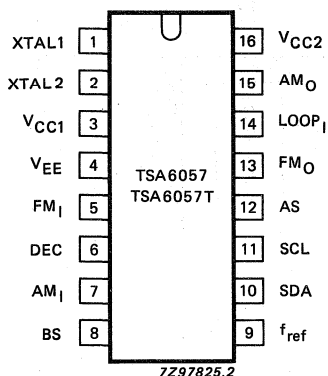 XTAL1 1 16 VCC2
XTAL2 2 15 AMO
VCC1 3 14 LOOPI
VEE 4 13 FMO
TSA6057
TSA6057T
FMI 5 12 AS
DEC 6 11 SCL
AMI 7 10 SDA
BS 8 9 fref
7Z97825.2